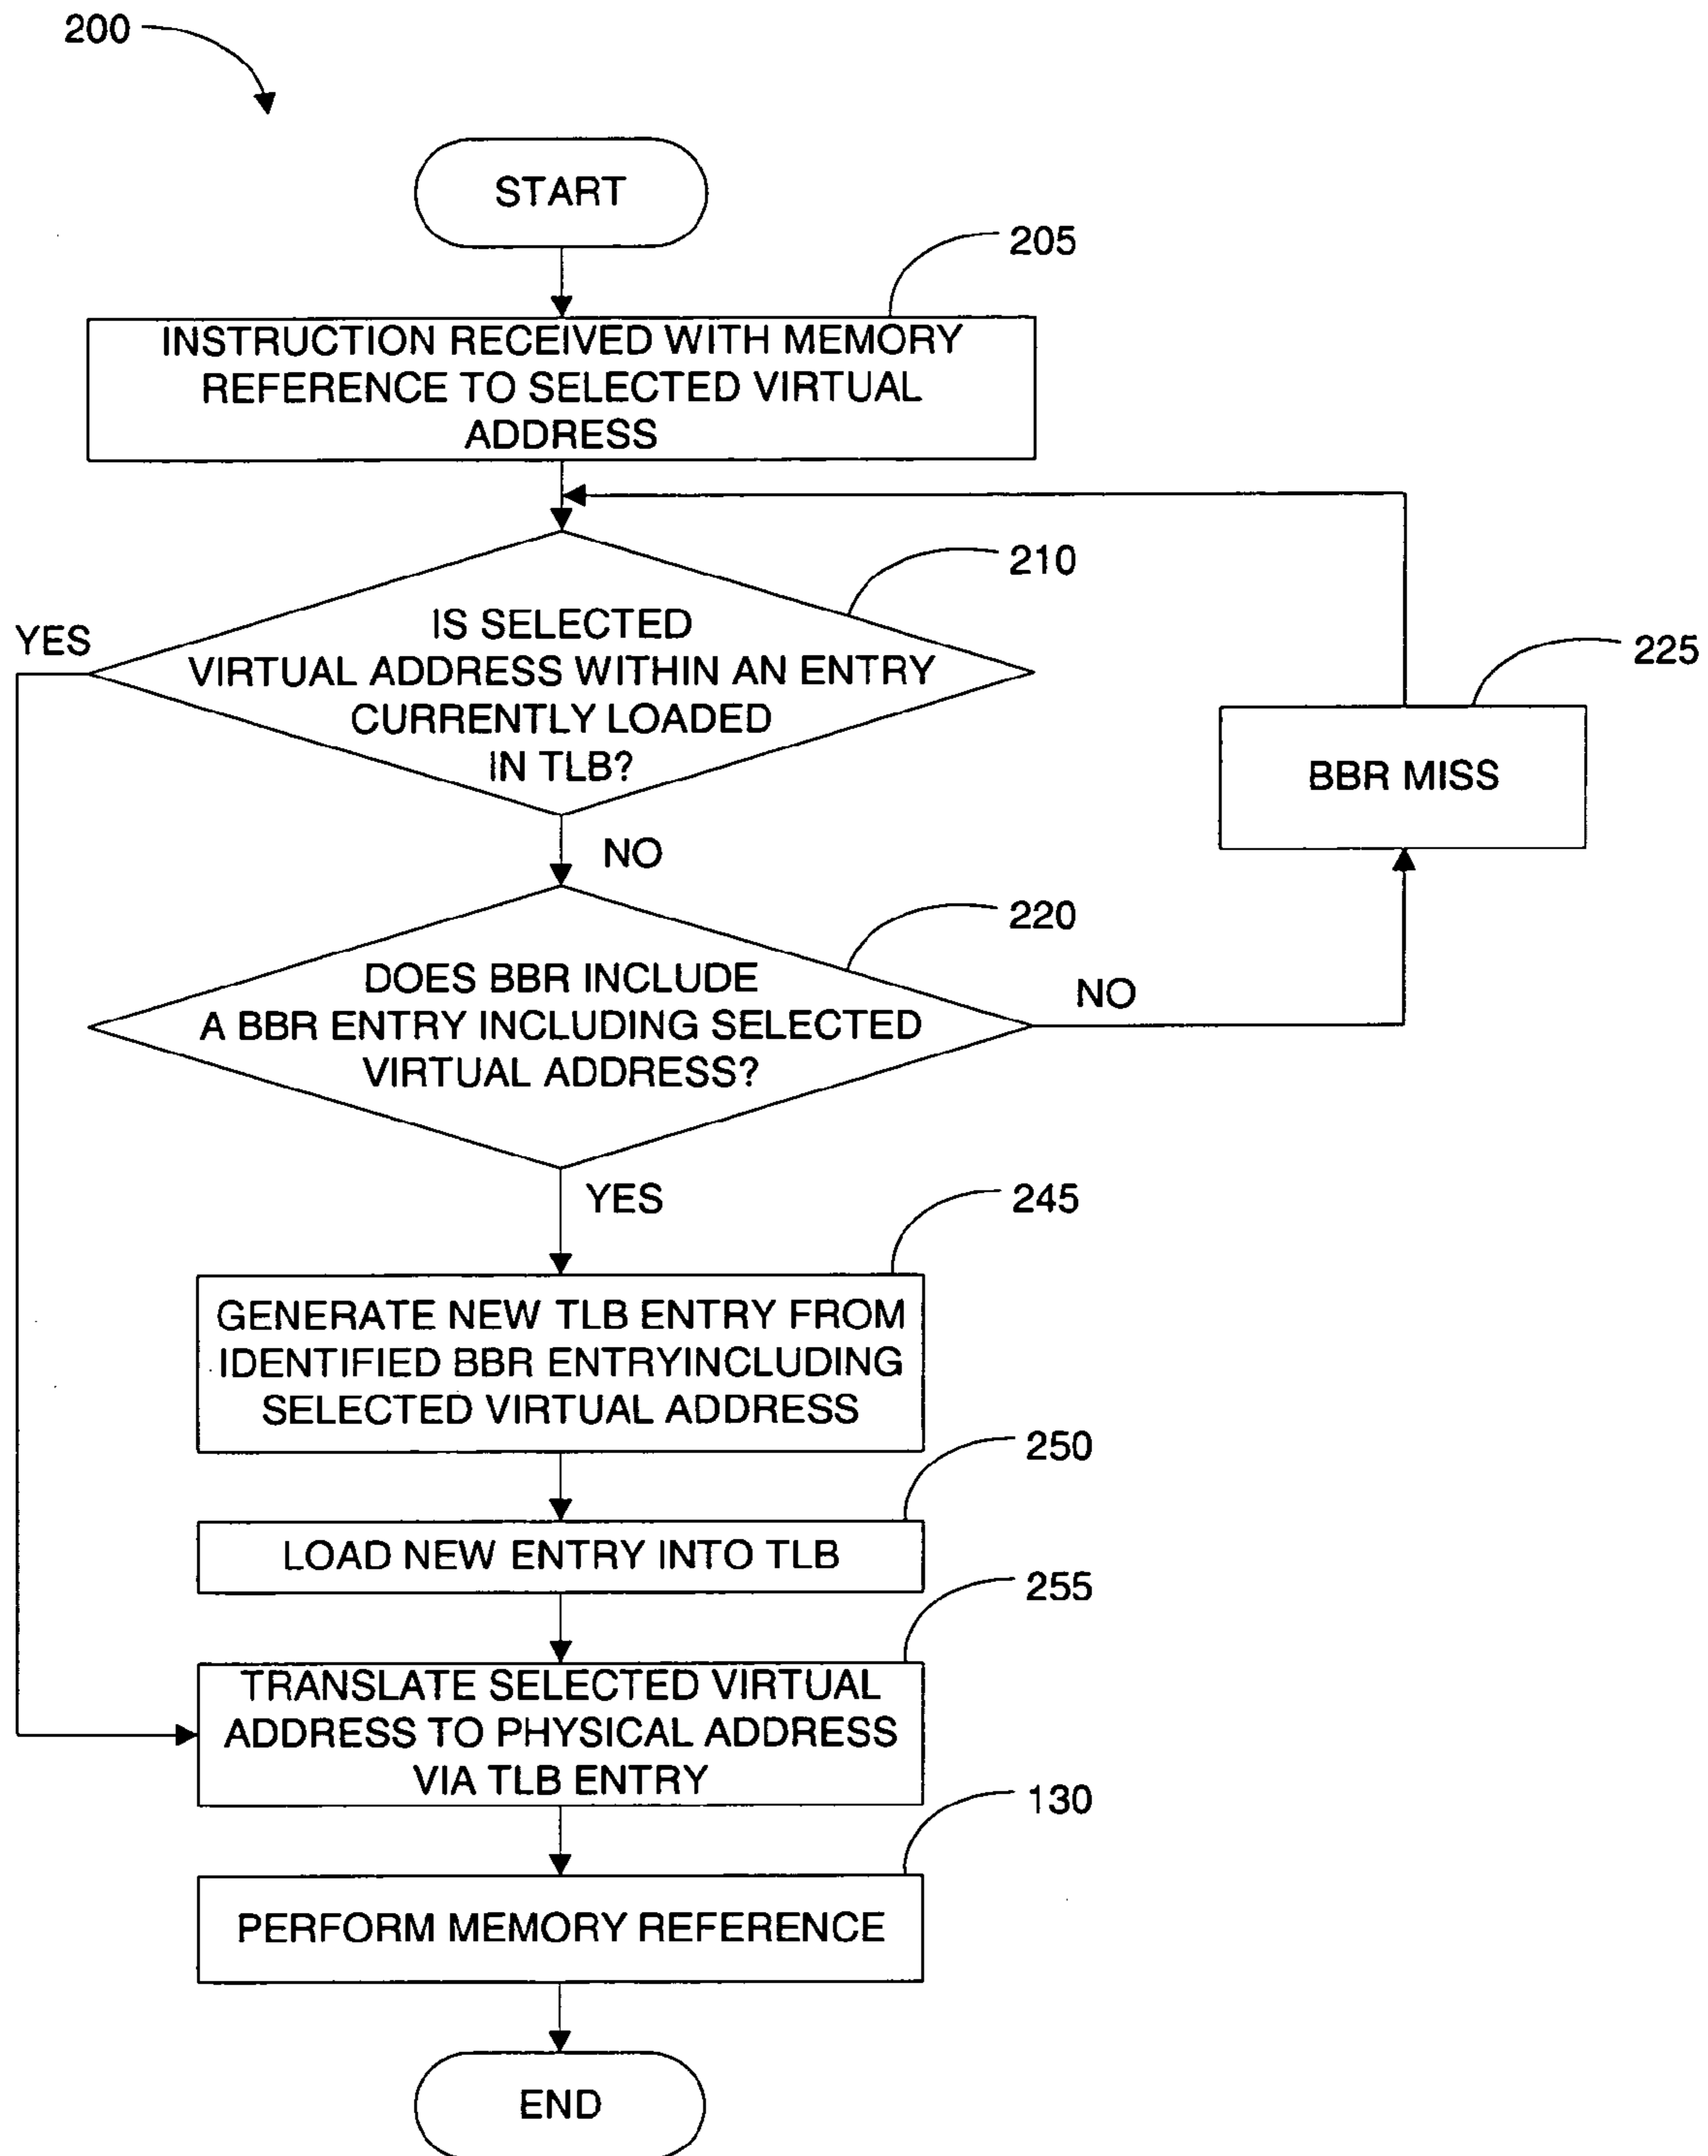 200
START
205
INSTRUCTION RECEIVED WITH MEMORY
REFERENCE TO SELECTED VIRTUAL
ADDRESS
210
IS SELECTED
VIRTUAL ADDRESS WITHIN AN ENTRY
CURRENTLY LOADED
IN TLB?
YES
225
BBR MISS
NO
220
DOES BBR INCLUDE
A BBR ENTRY INCLUDING SELECTED
VIRTUAL ADDRESS?
NO
YES
245
GENERATE NEW TLB ENTRY FROM
IDENTIFIED BBR ENTRYINCLUDING
SELECTED VIRTUAL ADDRESS
250
LOAD NEW ENTRY INTO TLB
255
TRANSLATE SELECTED VIRTUAL
ADDRESS TO PHYSICAL ADDRESS
VIA TLB ENTRY
130
PERFORM MEMORY REFERENCE
END